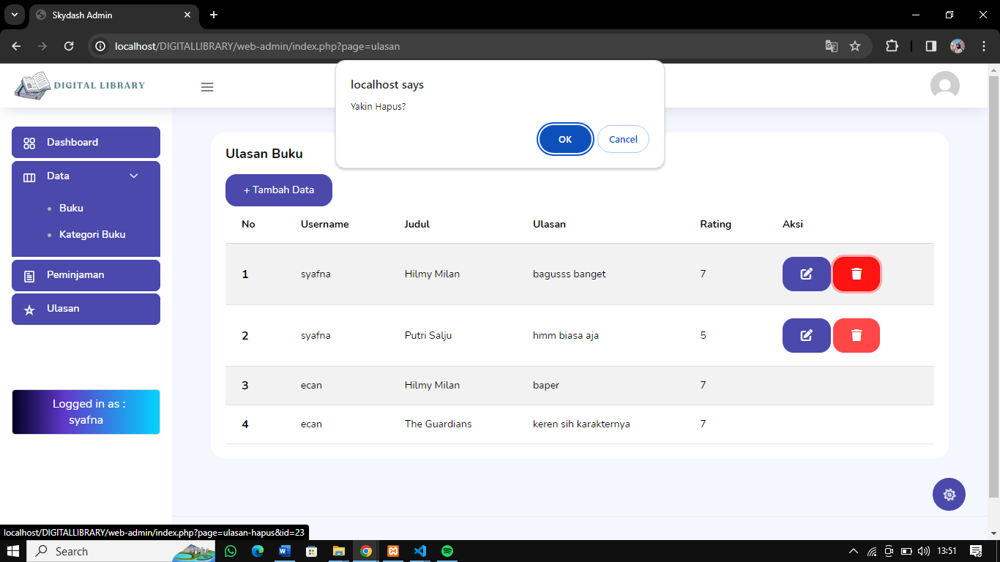 Skydash Admin
localhost/DIGITALLIBRARY/web-admin/index.php?page=ulasan
DIGITAL LIBRARY
localhost says
Yakin Hapus?
OK Cancel
Dashboard
Data
Buku
Kategori Buku
Peminjaman
Ulasan
Logged in as :
syafna
Ulasan Buku
+ Tambah Data
No Username Judul Ulasan Rating Aksi
1 syafna Hilmy Milan bagusss banget 7
2 syafna Putri Salju hmm biasa aja 5
3 ecan Hilmy Milan baper 7
4 ecan The Guardians keren sih karakternya 7
localhost/DIGITALLIBRARY/web-admin/index.php?page=ulasan-hapus&id=23
Search
13:51